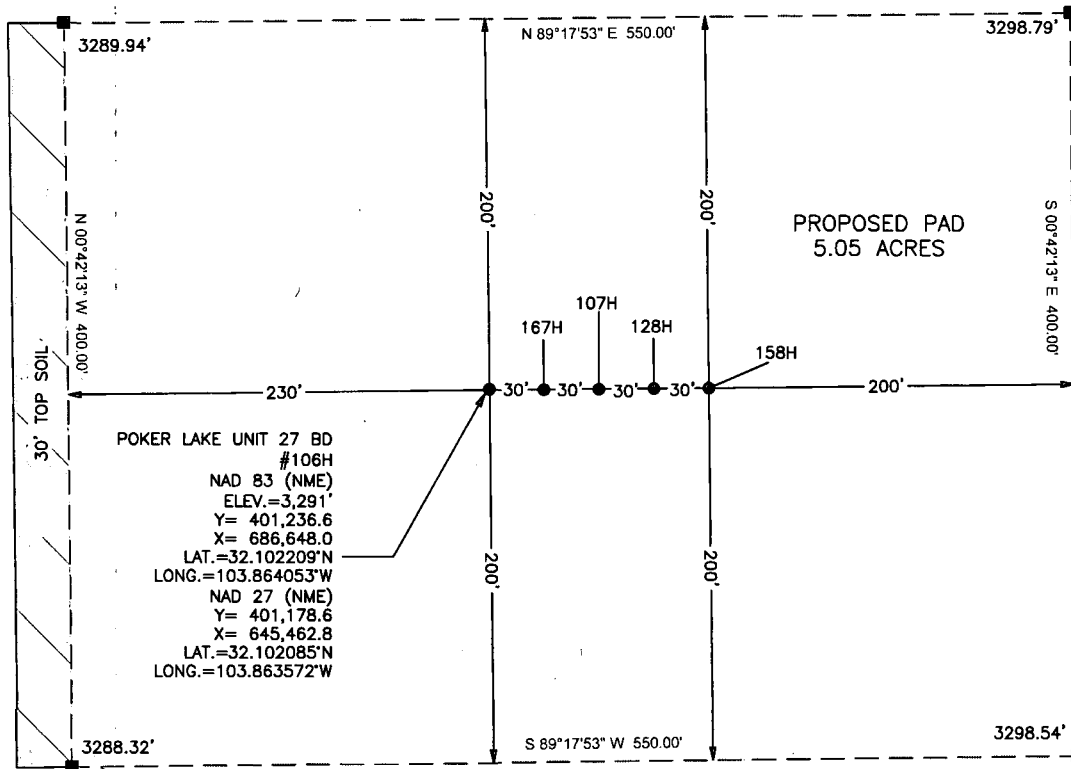 N 89°17'53" E 550.00'
3289.94'
3298.79'
200'
200'
PROPOSED PAD
5.05 ACRES
N 00°42'13" W 400.00'
S 00°42'13" E 400.00'
107H
167H
128H
158H
30' TOP SOIL
230'
30'
30'
30'
30'
200'
POKER LAKE UNIT 27 BD
#106H
NAD 83 (NME)
ELEV.=3,291'
Y= 401,236.6
X= 686,648.0
LAT.=32.102209°N
LONG.=103.864053°W
NAD 27 (NME)
Y= 401,178.6
X= 645,462.8
LAT.=32.102085°N
LONG.=103.863572°W
200'
200'
3288.32'
S 89°17'53" W 550.00'
3298.54'